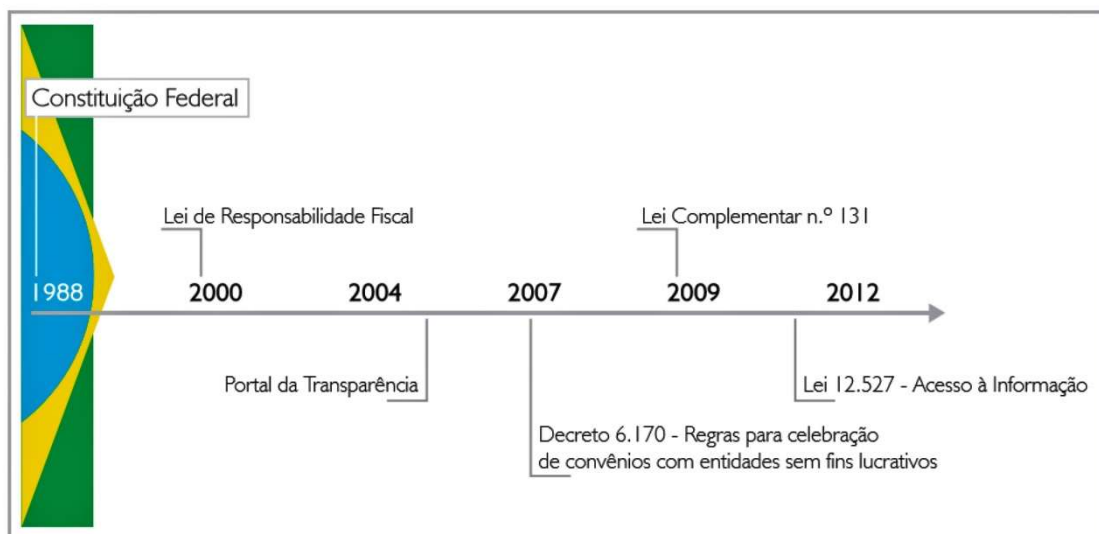 Constituição Federal
Lei de Responsabilidade Fiscal
Lei Complementar n.º 131
1988
2000
2004
2007
2009
2012
Portal da Transparência
Lei 12.527 - Acesso à Informação
Decreto 6.170 - Regras para celebração
de convênios com entidades sem fins lucrativos